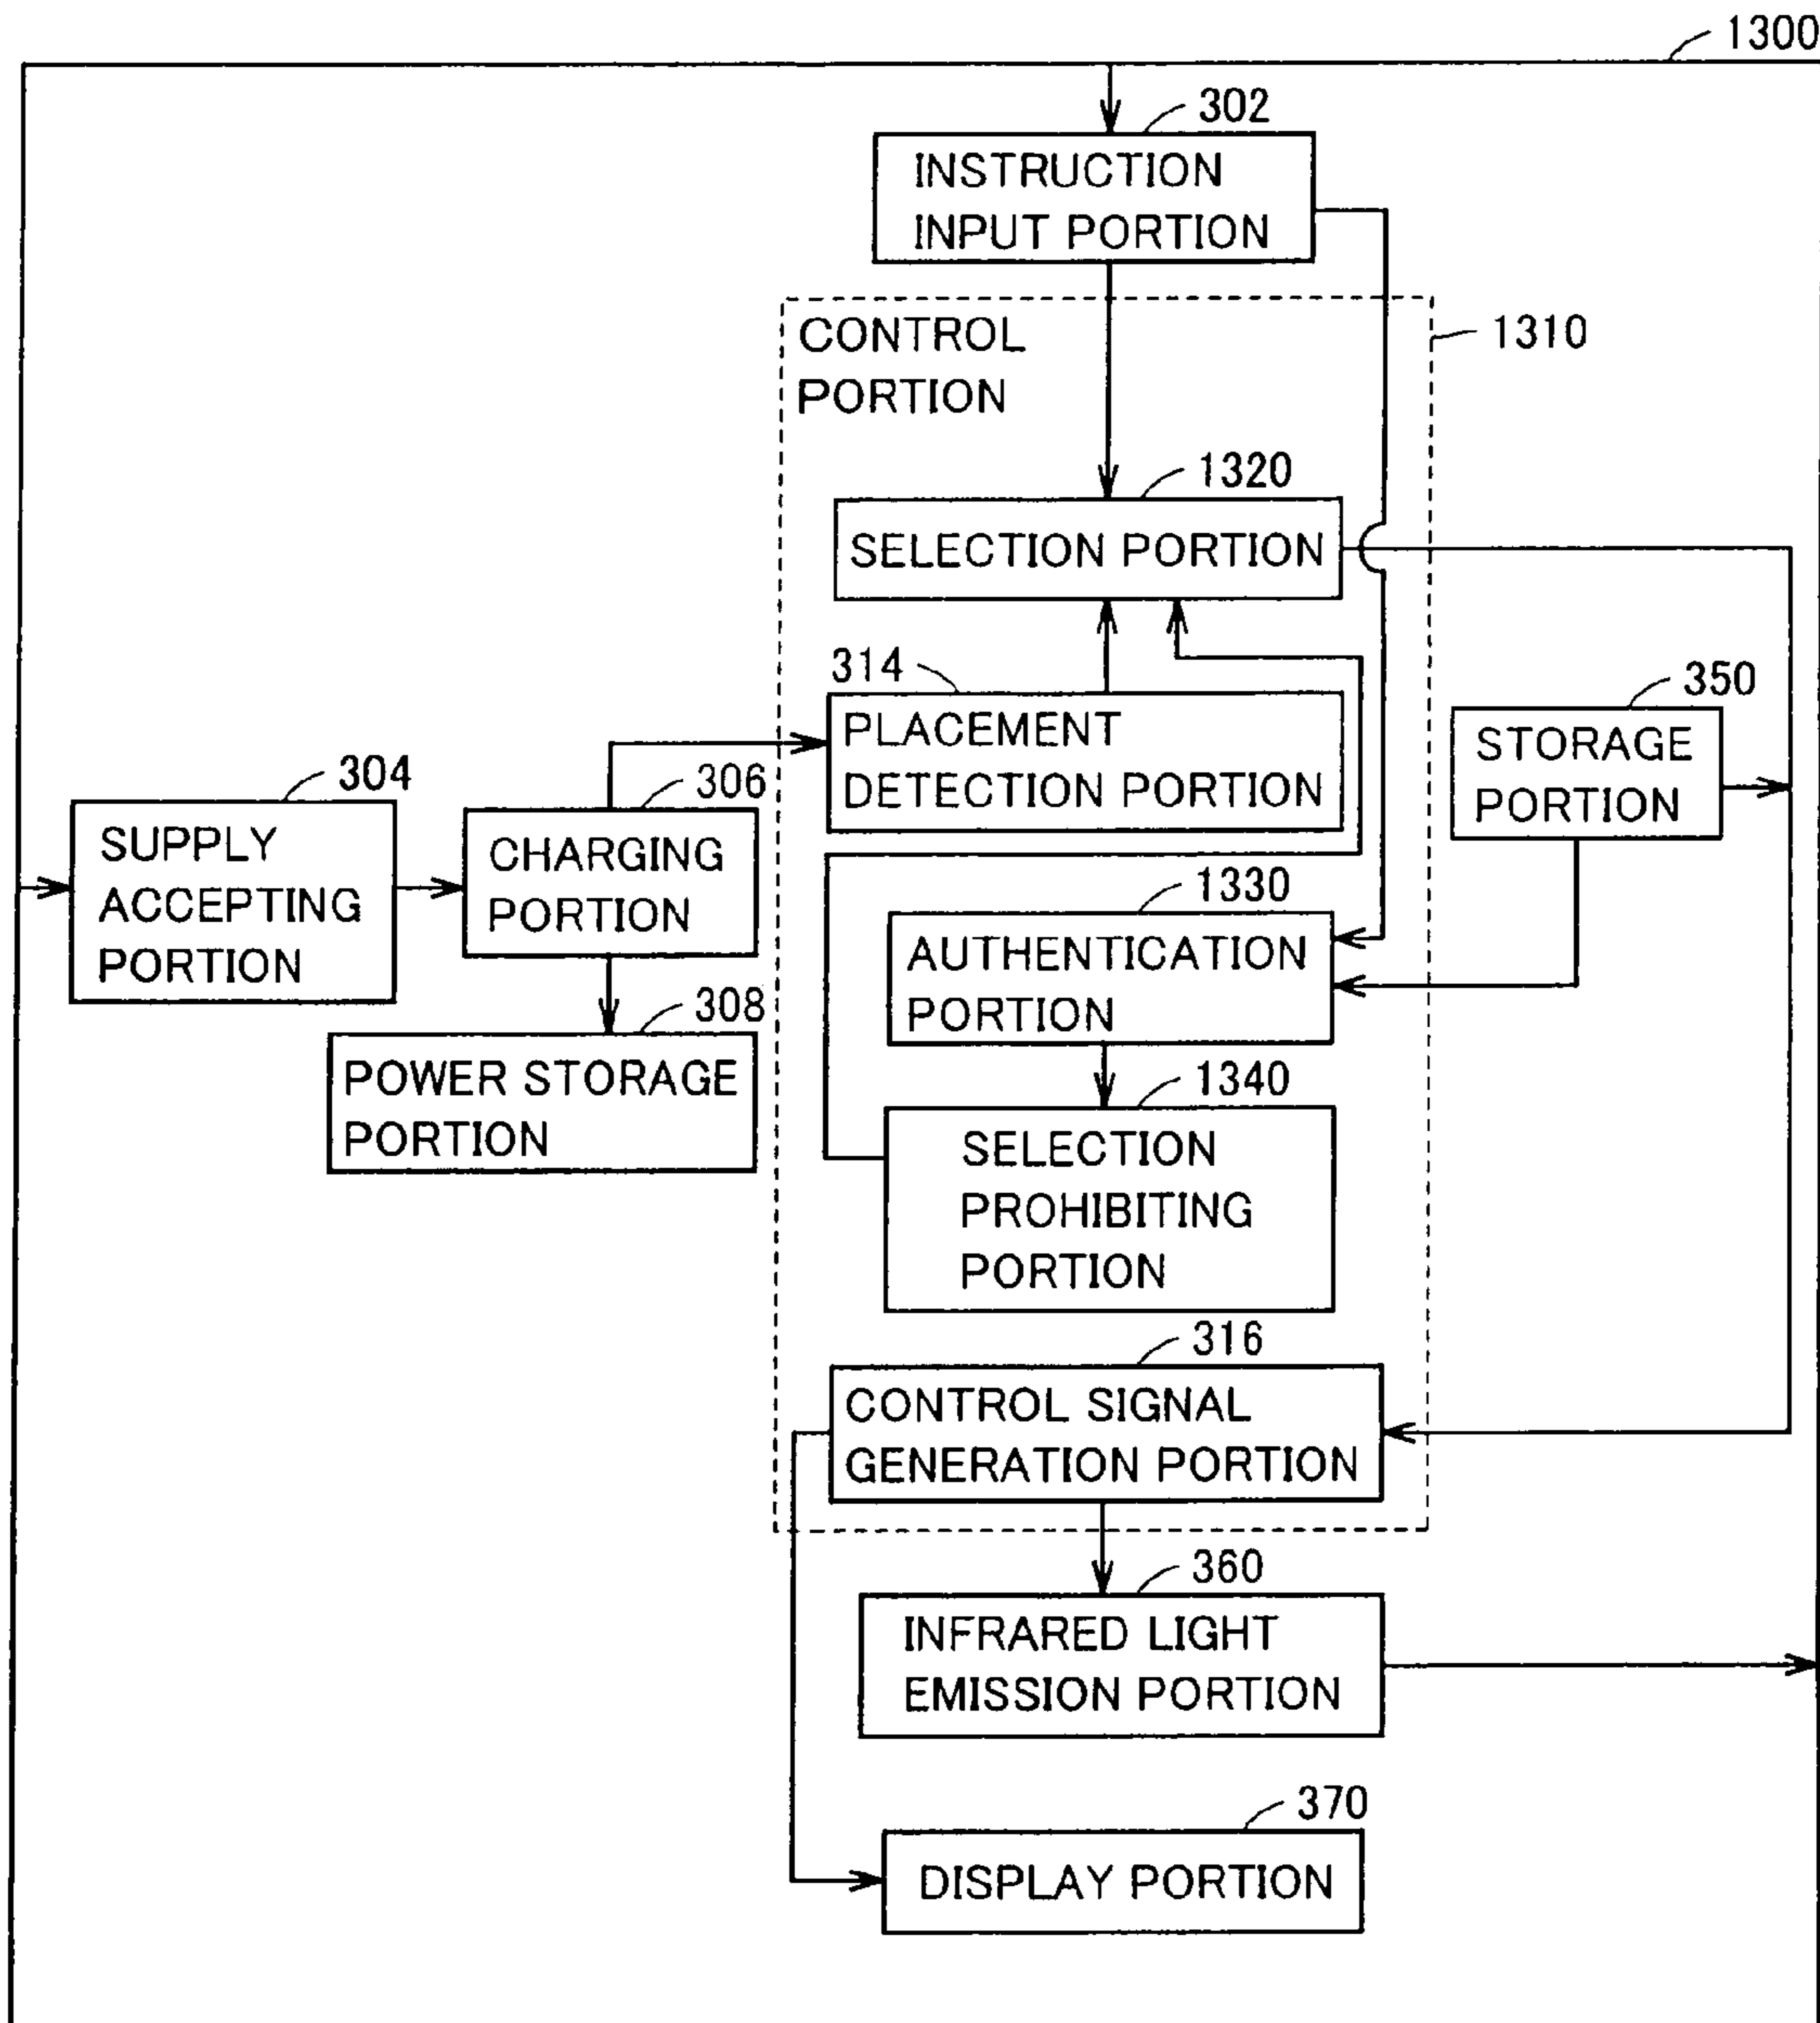 1300
302
INSTRUCTION
INPUT PORTION
CONTROL
PORTION
1310
1320
SELECTION PORTION
314
PLACEMENT
DETECTION PORTION
350
STORAGE
PORTION
304
SUPPLY
ACCEPTING
PORTION
306
CHARGING
PORTION
308
POWER STORAGE
PORTION
1330
AUTHENTICATION
PORTION
1340
SELECTION
PROHIBITING
PORTION
316
CONTROL SIGNAL
GENERATION PORTION
360
INFRARED LIGHT
EMISSION PORTION
370
DISPLAY PORTION